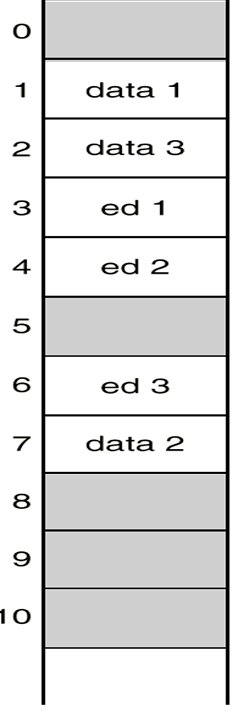 0
1 data 1
2 data 3
3 ed 1
4 ed 2
5
6 ed 3
7 data 2
8
9
10